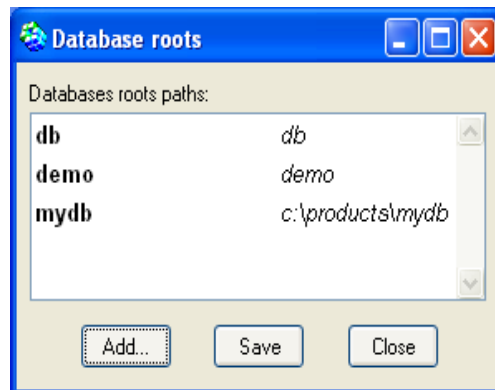 Database roots
Databases roots paths:
db db
demo demo
mydb c:\products\mydb
Add... Save Close